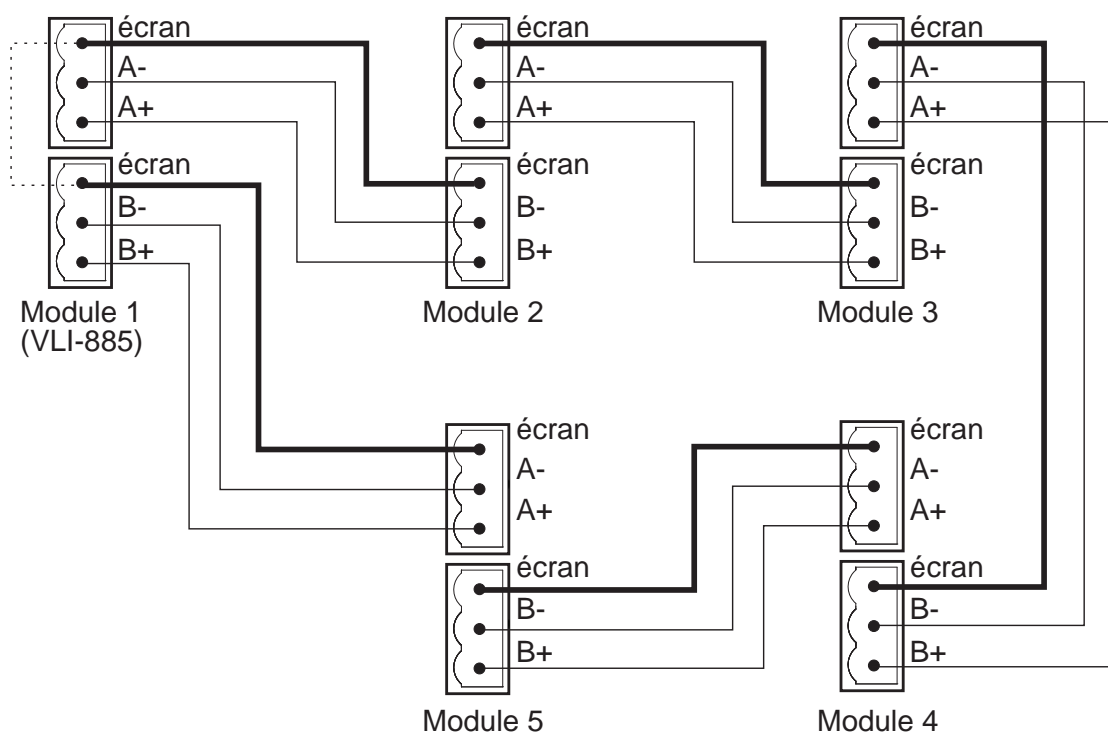 écran
A-
A+
écran
B-
B+
Module 1
(VLI-885)
écran
A-
A+
écran
B-
B+
Module 2
écran
A-
A+
écran
B-
B+
Module 3
écran
A-
A+
écran
B-
B+
Module 5
écran
A-
A+
écran
B-
B+
Module 4